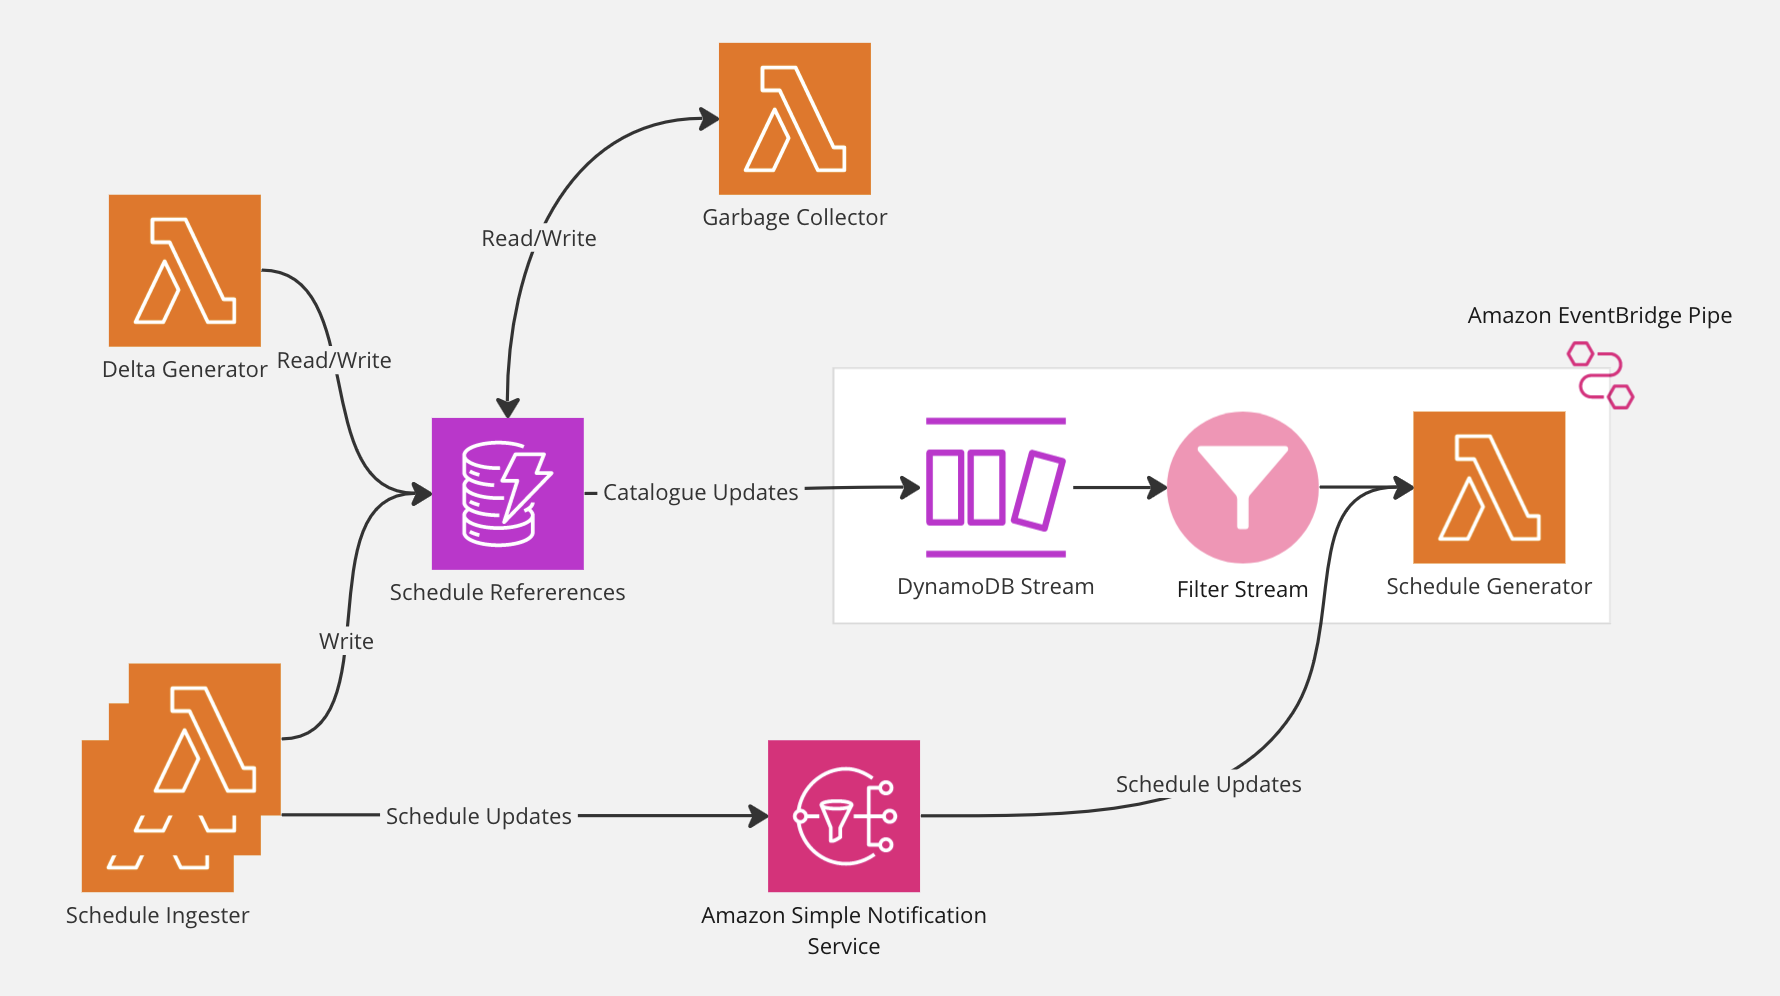 Garbage Collector
Read/Write
Amazon EventBridge Pipe
Delta Generator
Read/Write
Catalogue Updates
Schedule Refererences
DynamoDB Stream
Filter Stream
Schedule Generator
Write
Schedule Updates
Schedule Updates
Schedule Ingester
Amazon Simple Notification
Service